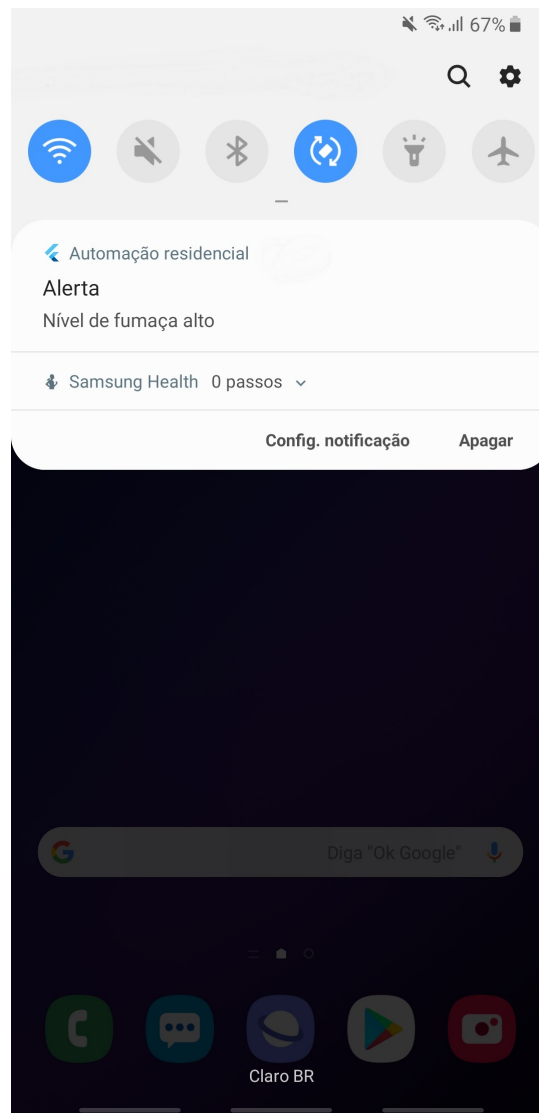 67%
Automação residencial
Alerta
Nível de fumaça alto
Samsung Health 0 passos
Config. notificação Apagar
Diga "Ok Google"
Claro BR